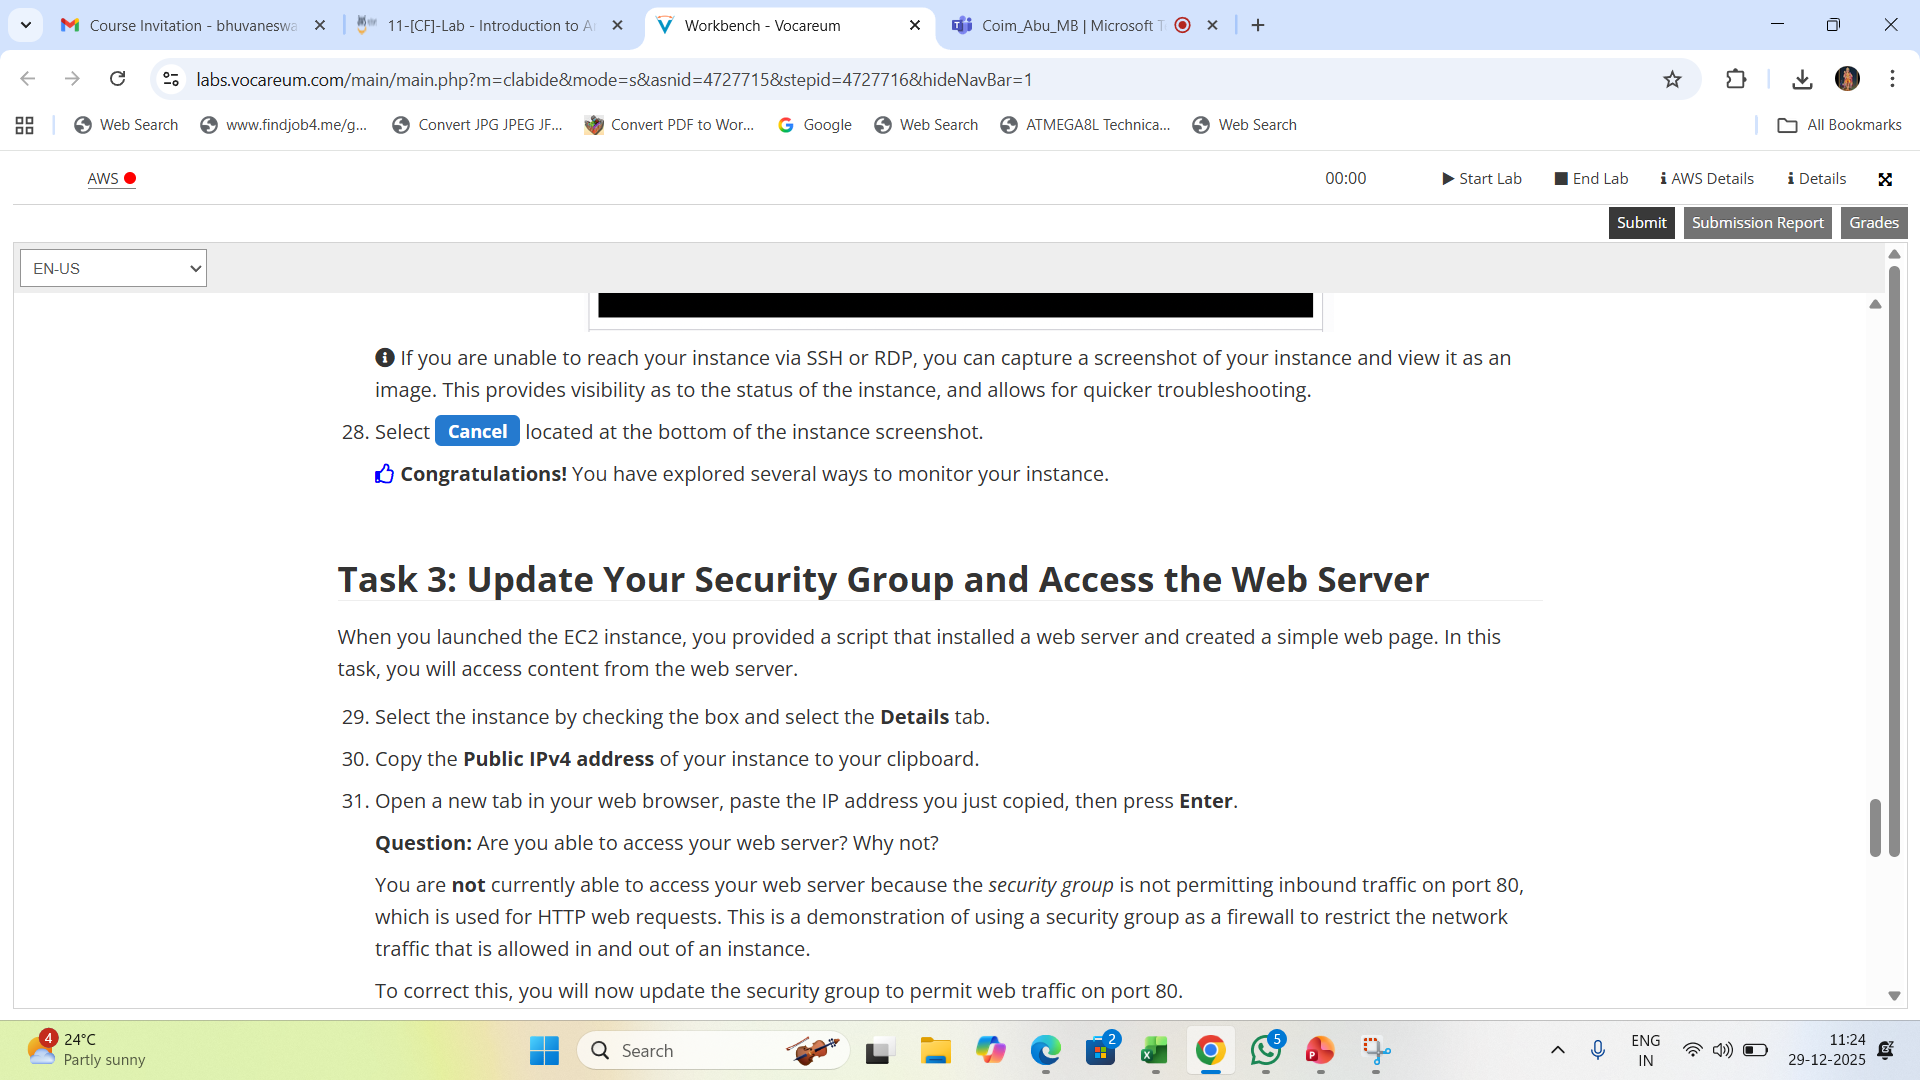 Course Invitation - bhuvaneswa
11-[CF]-Lab - Introduction to A
Workbench - Vocareum
Coim_Abu_MB | Microsoft T
labs.vocareum.com/main/main.php?m=clabide&mode=s&asnid=4727715&stepid=4727716&hideNavBar=1
Web Search
www.findjob4.me/g...
Convert JPG JPEG JF...
Convert PDF to Wor...
Google
Web Search
ATMEGA8L Technica...
Web Search
All Bookmarks
AWS
00:00
Start Lab
End Lab
AWS Details
Details
Submit
Submission Report
Grades
EN-US
If you are unable to reach your instance via SSH or RDP, you can capture a screenshot of your instance and view it as an
image. This provides visibility as to the status of the instance, and allows for quicker troubleshooting.
28. Select Cancel located at the bottom of the instance screenshot.
Congratulations! You have explored several ways to monitor your instance.
Task 3: Update Your Security Group and Access the Web Server
When you launched the EC2 instance, you provided a script that installed a web server and created a simple web page. In this
task, you will access content from the web server.
29. Select the instance by checking the box and select the Details tab.
30. Copy the Public IPv4 address of your instance to your clipboard.
31. Open a new tab in your web browser, paste the IP address you just copied, then press Enter.
Question: Are you able to access your web server? Why not?
You are not currently able to access your web server because the security group is not permitting inbound traffic on port 80,
which is used for HTTP web requests. This is a demonstration of using a security group as a firewall to restrict the network
traffic that is allowed in and out of an instance.
To correct this, you will now update the security group to permit web traffic on port 80.
4
24°C
Partly sunny
Search
2
5
ENG
IN
11:24
29-12-2025